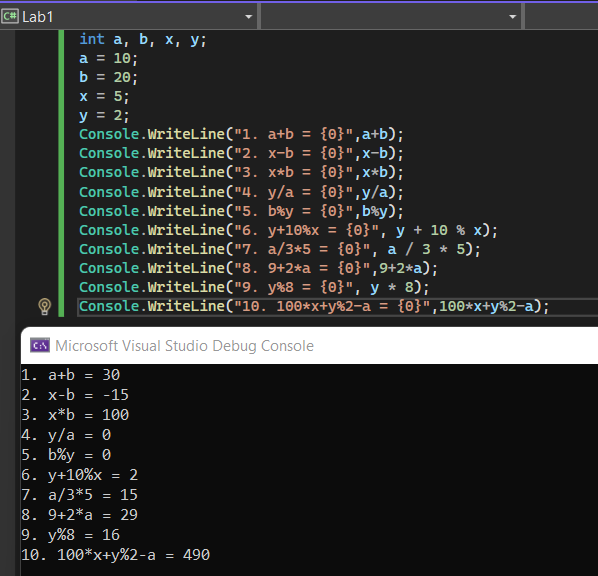 C# Lab1
int a, b, x, y;
a = 10;
b = 20;
x = 5;
y = 2;
Console.WriteLine("1. a+b = {0}",a+b);
Console.WriteLine("2. x-b = {0}",x-b);
Console.WriteLine("3. x*b = {0}",x*b);
Console.WriteLine("4. y/a = {0}",y/a);
Console.WriteLine("5. b%y = {0}",b%y);
Console.WriteLine("6. y+10%x = {0}", y + 10 % x);
Console.WriteLine("7. a/3*5 = {0}", a / 3 * 5);
Console.WriteLine("8. 9+2*a = {0}",9+2*a);
Console.WriteLine("9. y%8 = {0}", y * 8);
Console.WriteLine("10. 100*x+y%2-a = {0}",100*x+y%2-a);
C:\ Microsoft Visual Studio Debug Console
1. a+b = 30
2. x-b = -15
3. x*b = 100
4. y/a = 0
5. b%y = 0
6. y+10%x = 2
7. a/3*5 = 15
8. 9+2*a = 29
9. y%8 = 16
10. 100*x+y%2-a = 490